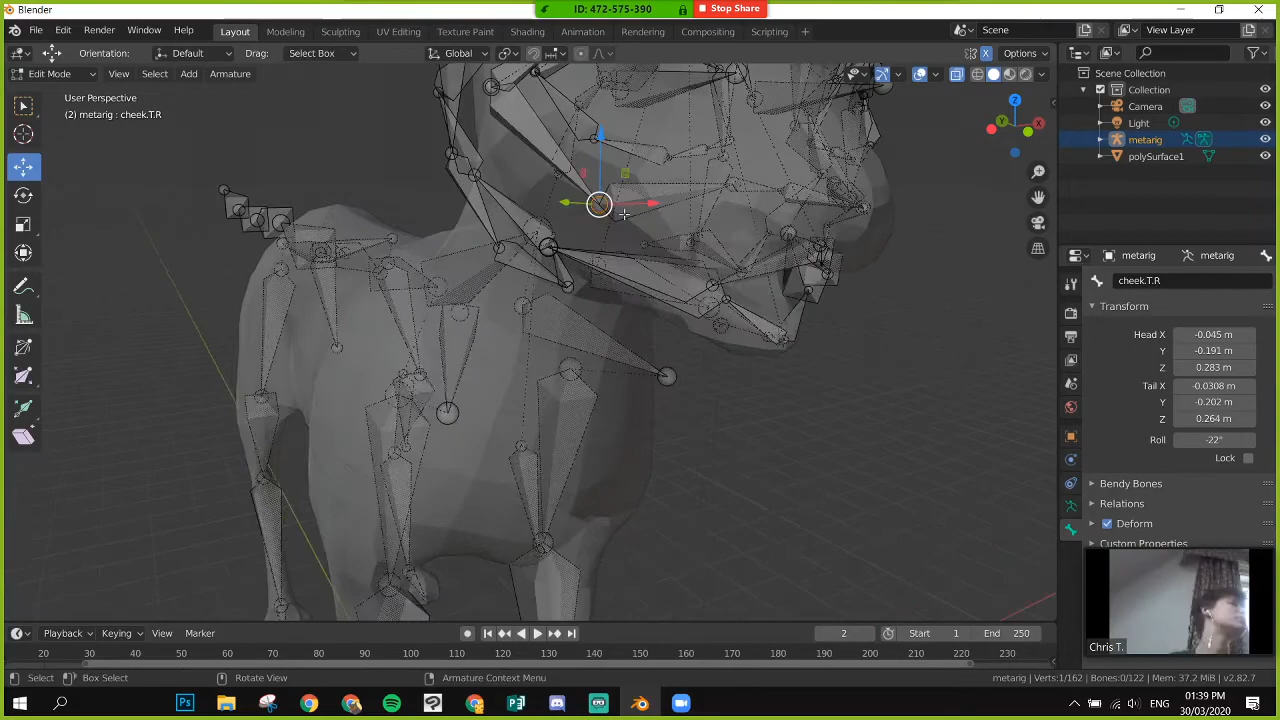 Blender
ID: 472-575-390
Stop Share
File Edit Render Window Help
Layout Modeling Sculpting UV Editing Texture Paint Shading Animation Rendering Compositing Scripting +
Scene
View Layer
Orientation: Default Drag: Select Box
Global
X
Options
Edit Mode View Select Add Armature
User Perspective
(2) metarig : cheek.T.R
Z
Y
X
Scene Collection
Collection
Camera
Light
metarig
polySurface1
metarig
metarig
cheek.T.R
Transform
Head X -0.045 m
Y -0.191 m
Z 0.283 m
Tail X -0.0308 m
Y -0.202 m
Z 0.264 m
Roll -22°
Lock
Bendy Bones
Relations
Deform
Custom Properties
Chris T.
Playback Keying View Marker
2
Start 1 End 250
20 50 60 70 80 90 100 110 120 130 140 150 160 170 180 190 200 210 220 230
Select Box Select Rotate View Armature Context Menu
metarig | Verts:1/162 | Bones:0/122 | Mem: 37.2 MiB | v2.82.7
Ps
P
ENG
01:39 PM
30/03/2020